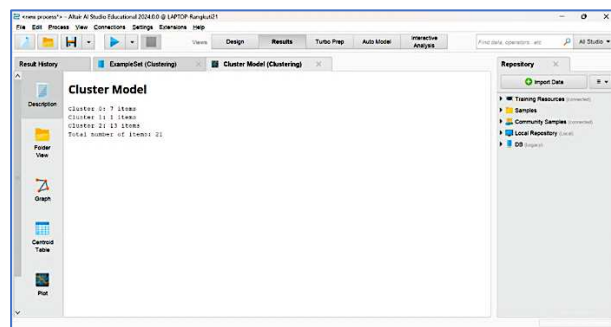 <new process*> – Altair AI Studio Educational 2024.0.0 @ LAPTOP-Rangkuti21
File Edit Process View Connections Settings Extensions Help
Views Design Results Turbo Prep Auto Model Interactive Analysis Find data, operators...etc All Studio
Result History ExampleSet (Clustering) Cluster Model (Clustering) Repository
Import Data
Description
Cluster Model
Cluster 0: 7 items
Cluster 1: 1 items
Cluster 2: 13 items
Total number of items: 21
Folder View
Graph
Centroid Table
Plot
Training Resources (connected)
Samples
Community Samples (connected)
Local Repository (Local)
DB (Legacy)